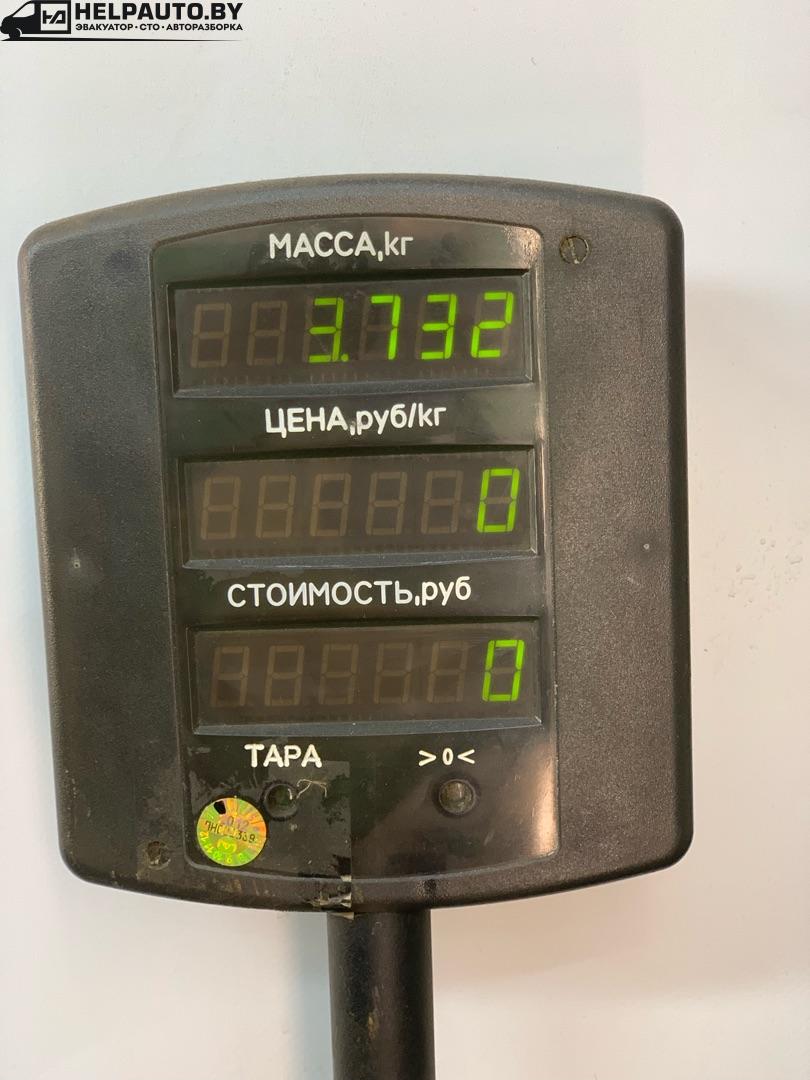 HELPAUTO.BY
ЭВАКУАТОР • СТО • АВТОРАЗБОРКА
МАССА,кг
3.732
ЦЕНА,руб/кг
0
СТОИМОСТЬ,руб
0
ТАРА >0<